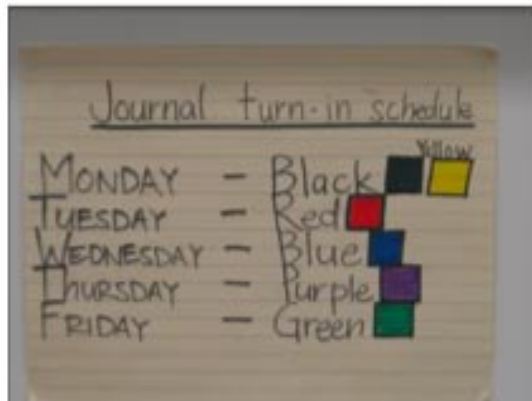 Journal turn-in schedule
Yellow
MONDAY - Black
TUESDAY - Red
WEDNESDAY - Blue
THURSDAY - Purple
FRIDAY - Green